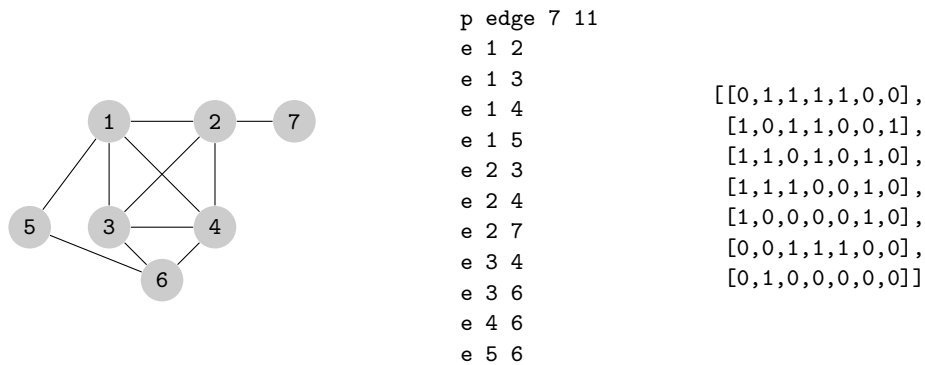 1 2 7
5 3 4
6
p edge 7 11
e 1 2
e 1 3
e 1 4
e 1 5
e 2 3
e 2 4
e 2 7
e 3 4
e 3 6
e 4 6
e 5 6
[[0,1,1,1,1,0,0],
[1,0,1,1,0,0,1],
[1,1,0,1,0,1,0],
[1,1,1,0,0,1,0],
[1,0,0,0,0,1,0],
[0,0,1,1,1,0,0],
[0,1,0,0,0,0,0]]